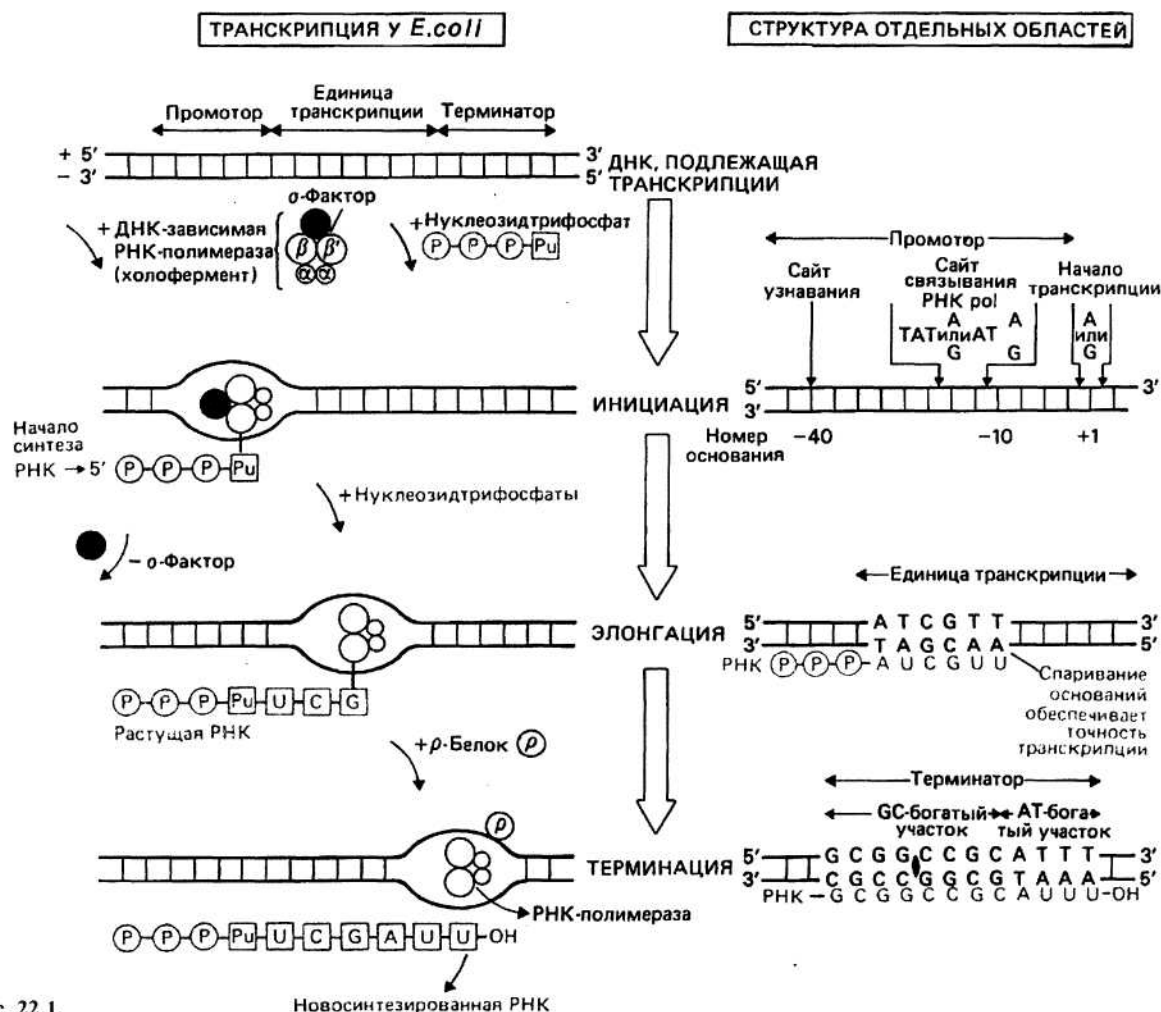 ТРАНСКРИПЦИЯ У E.coli
СТРУКТУРА ОТДЕЛЬНЫХ ОБЛАСТЕЙ
Промотор
Единица
транскрипции
Терминатор
+ 5′
3′
− 3′
5′
ДНК, ПОДЛЕЖАЩАЯ
ТРАНСКРИПЦИИ
+ ДНК-зависимая
РНК-полимераза
(холофермент)
σ-Фактор
β β′
α α
+Нуклеозидтрифосфат
P P P Pu
Промотор
Сайт
узнавания
Сайт
связывания
РНК pol
A
ТАТилиАТ
G
A
G
Начало
транскрипции
A
или
G
5′
3′
3′
Номер
основания
−40
−10
+1
ИНИЦИАЦИЯ
Начало
синтеза
РНК → 5′ P P P Pu
+Нуклеозидтрифосфаты
− σ-Фактор
ЭЛОНГАЦИЯ
P P P Pu U C G
Растущая РНК
Единица транскрипции
5′ A T C G T T 3′
3′ T A G C A A 5′
РНК P P P A U C G U U
Спаривание
оснований
обеспечивает
точность
транскрипции
+ρ-Белок ρ
ρ
ТЕРМИНАЦИЯ
РНК-полимераза
P P P Pu U C G A U U OH
Новосинтезированная РНК
Терминатор
GC-богатый
участок
АТ-бога-
тый участок
5′ G C G G C C G C A T T T 3′
3′ C G C C G G C G T A A A 5′
РНК – G C G G C C G C A U U U – OH
с. 22.1.